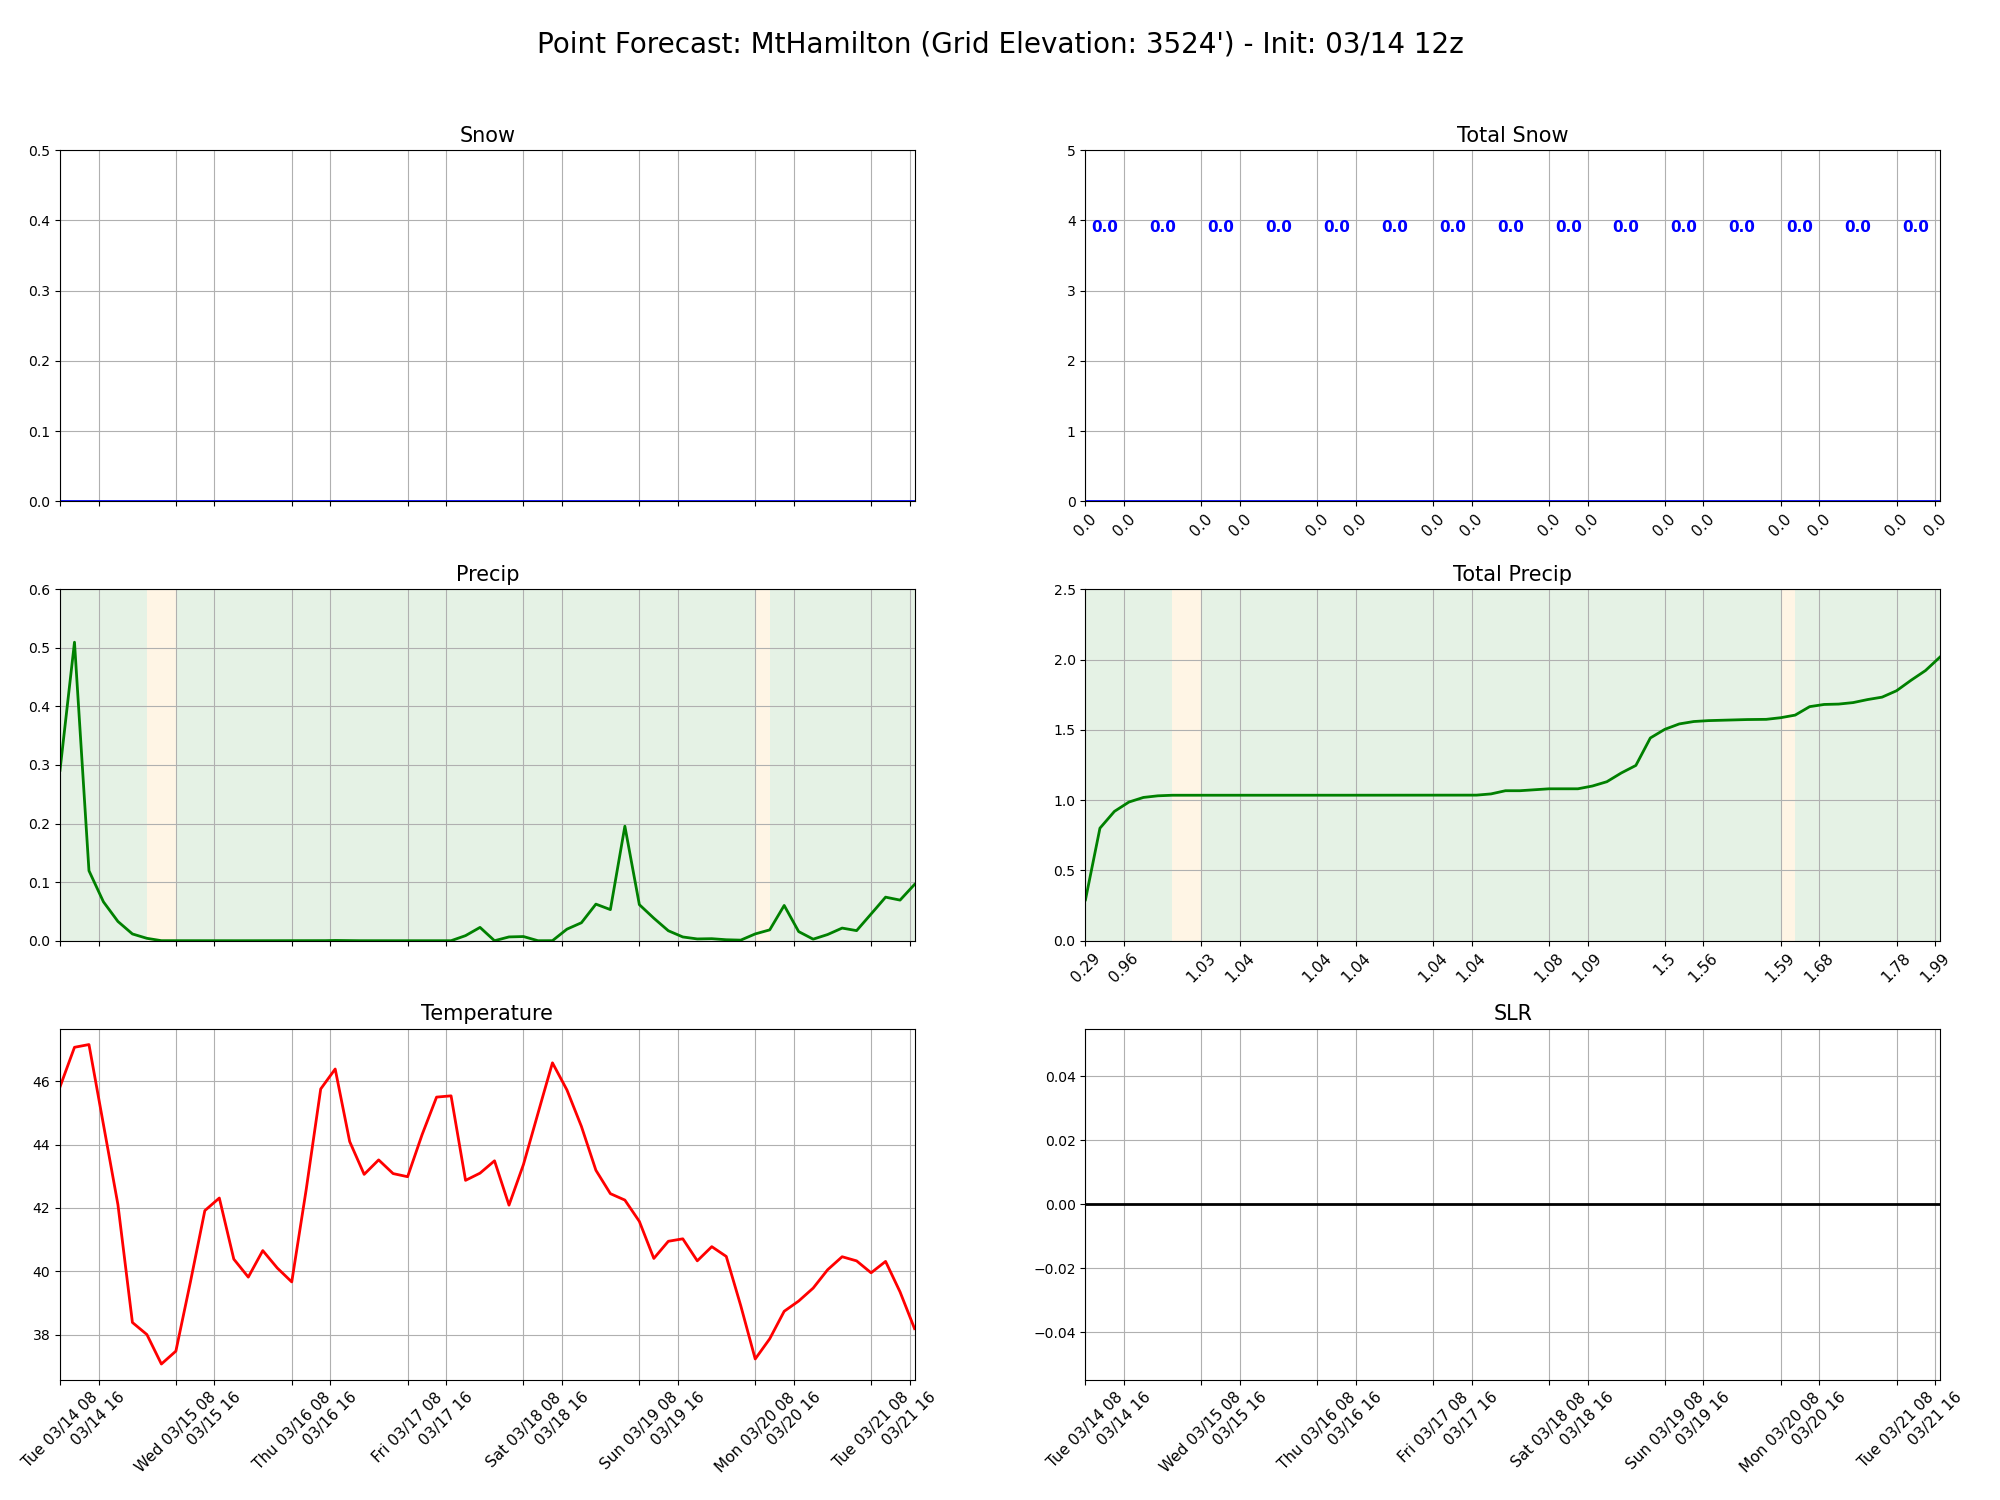 Point Forecast: MtHamilton (Grid Elevation: 3524') - Init: 03/14 12z
Snow
0.5
0.4
0.3
0.2
0.1
0.0
Total Snow
5
4
3
2
1
0
0.0 0.0 0.0 0.0 0.0 0.0 0.0 0.0 0.0 0.0 0.0 0.0 0.0 0.0 0.0
0.0 0.0 0.0 0.0 0.0 0.0 0.0 0.0 0.0 0.0 0.0 0.0 0.0 0.0 0.0 0.0
Precip
0.6
0.5
0.4
0.3
0.2
0.1
0.0
Total Precip
2.5
2.0
1.5
1.0
0.5
0.0
0.29 0.96 1.03 1.04 1.04 1.04 1.04 1.04 1.08 1.09 1.5 1.56 1.59 1.68 1.78 1.99
Temperature
46
44
42
40
38
Tue 03/14 08
03/14 16
Wed 03/15 08
03/15 16
Thu 03/16 08
03/16 16
Fri 03/17 08
03/17 16
Sat 03/18 08
03/18 16
Sun 03/19 08
03/19 16
Mon 03/20 08
03/20 16
Tue 03/21 08
03/21 16
SLR
0.04
0.02
0.00
−0.02
−0.04
Tue 03/14 08
03/14 16
Wed 03/15 08
03/15 16
Thu 03/16 08
03/16 16
Fri 03/17 08
03/17 16
Sat 03/18 08
03/18 16
Sun 03/19 08
03/19 16
Mon 03/20 08
03/20 16
Tue 03/21 08
03/21 16